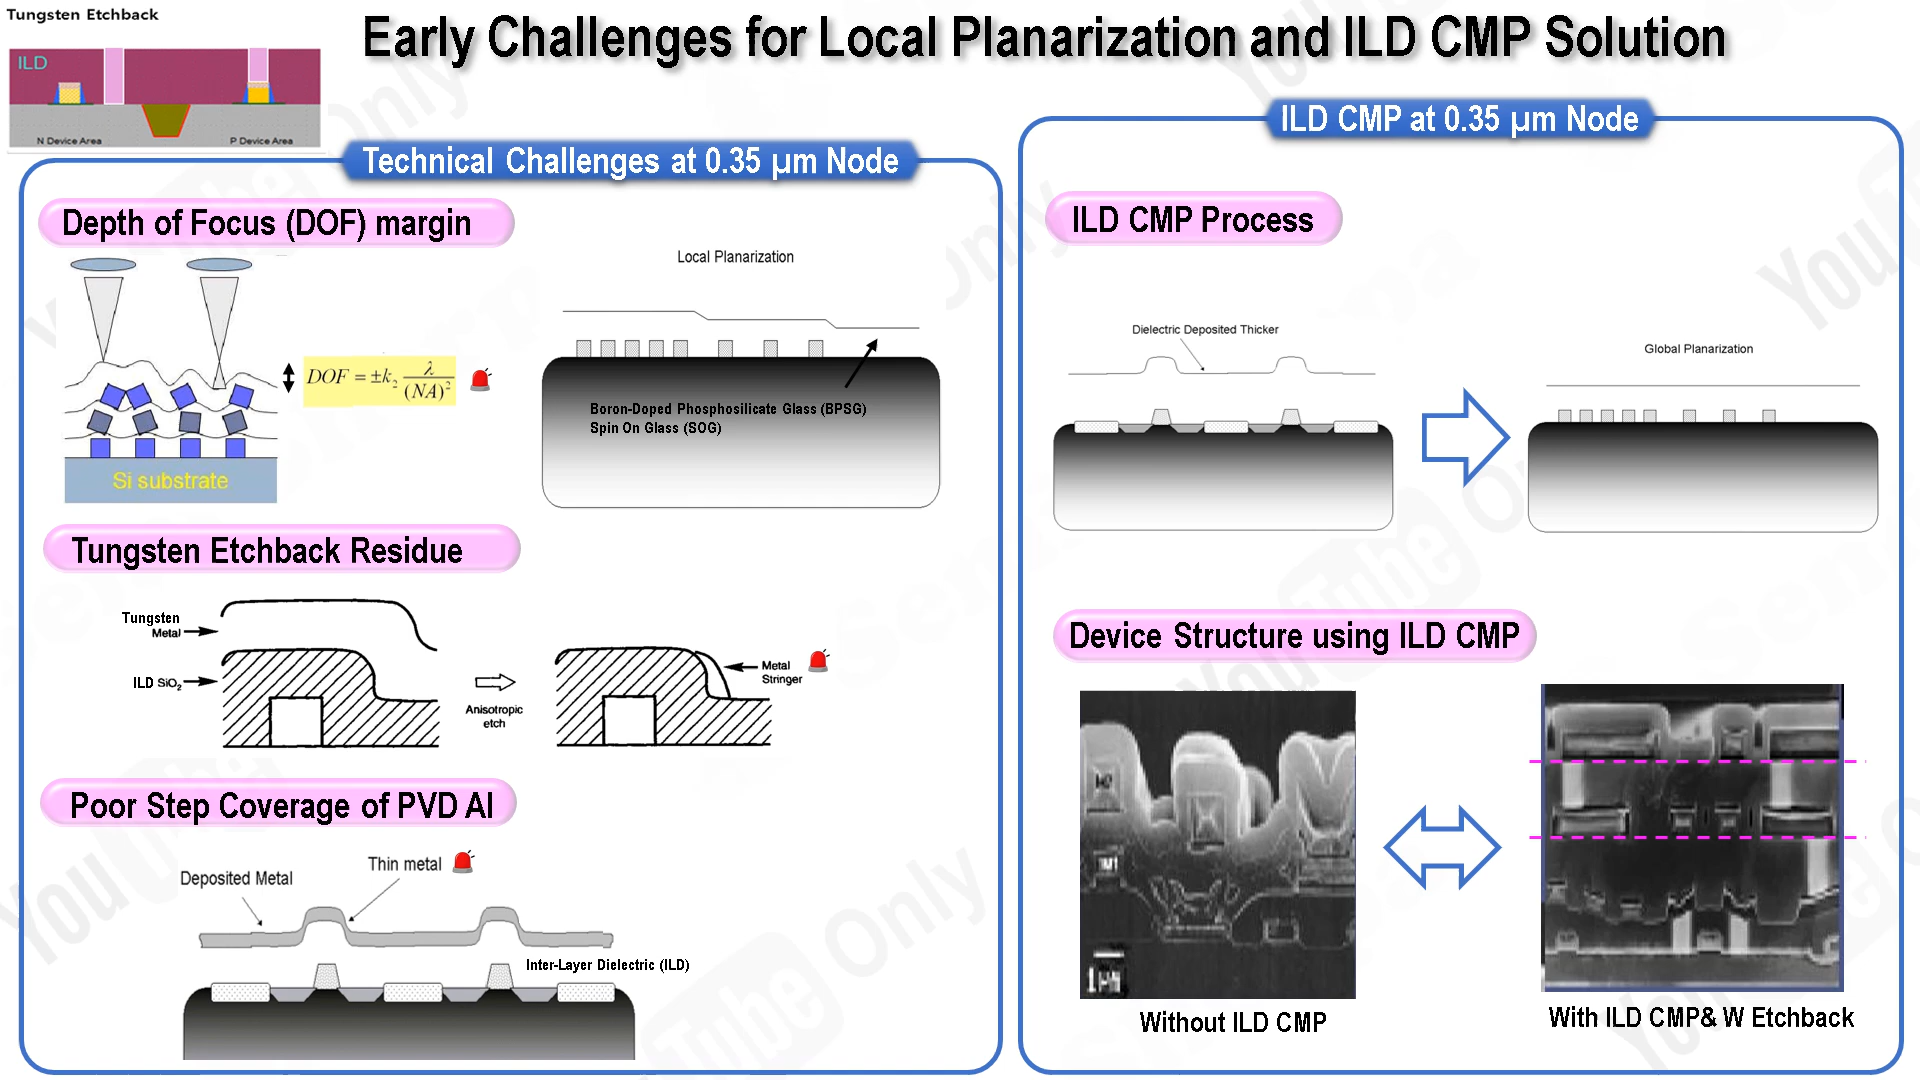 Tungsten Etchback
Early Challenges for Local Planarization and ILD CMP Solution
ILD
N Device Area
P Device Area
Technical Challenges at 0.35 µm Node
Depth of Focus (DOF) margin
DOF = ±k₂ λ / (NA)²
Si substrate
Local Planarization
Boron-Doped Phosphosilicate Glass (BPSG)
Spin On Glass (SOG)
Tungsten Etchback Residue
Tungsten
Metal
ILD SiO₂
Anisotropic
etch
Metal
Stringer
Poor Step Coverage of PVD Al
Deposited Metal
Thin metal
Inter-Layer Dielectric (ILD)
ILD CMP at 0.35 µm Node
ILD CMP Process
Dielectric Deposited Thicker
Global Planarization
Device Structure using ILD CMP
M2
M1
Without ILD CMP
With ILD CMP& W Etchback
YouTube Only